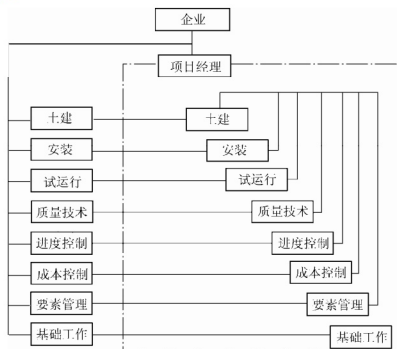 企业
项目经理
土建 土建
安装 安装
试运行 试运行
质量技术 质量技术
进度控制 进度控制
成本控制 成本控制
要素管理 要素管理
基础工作 基础工作